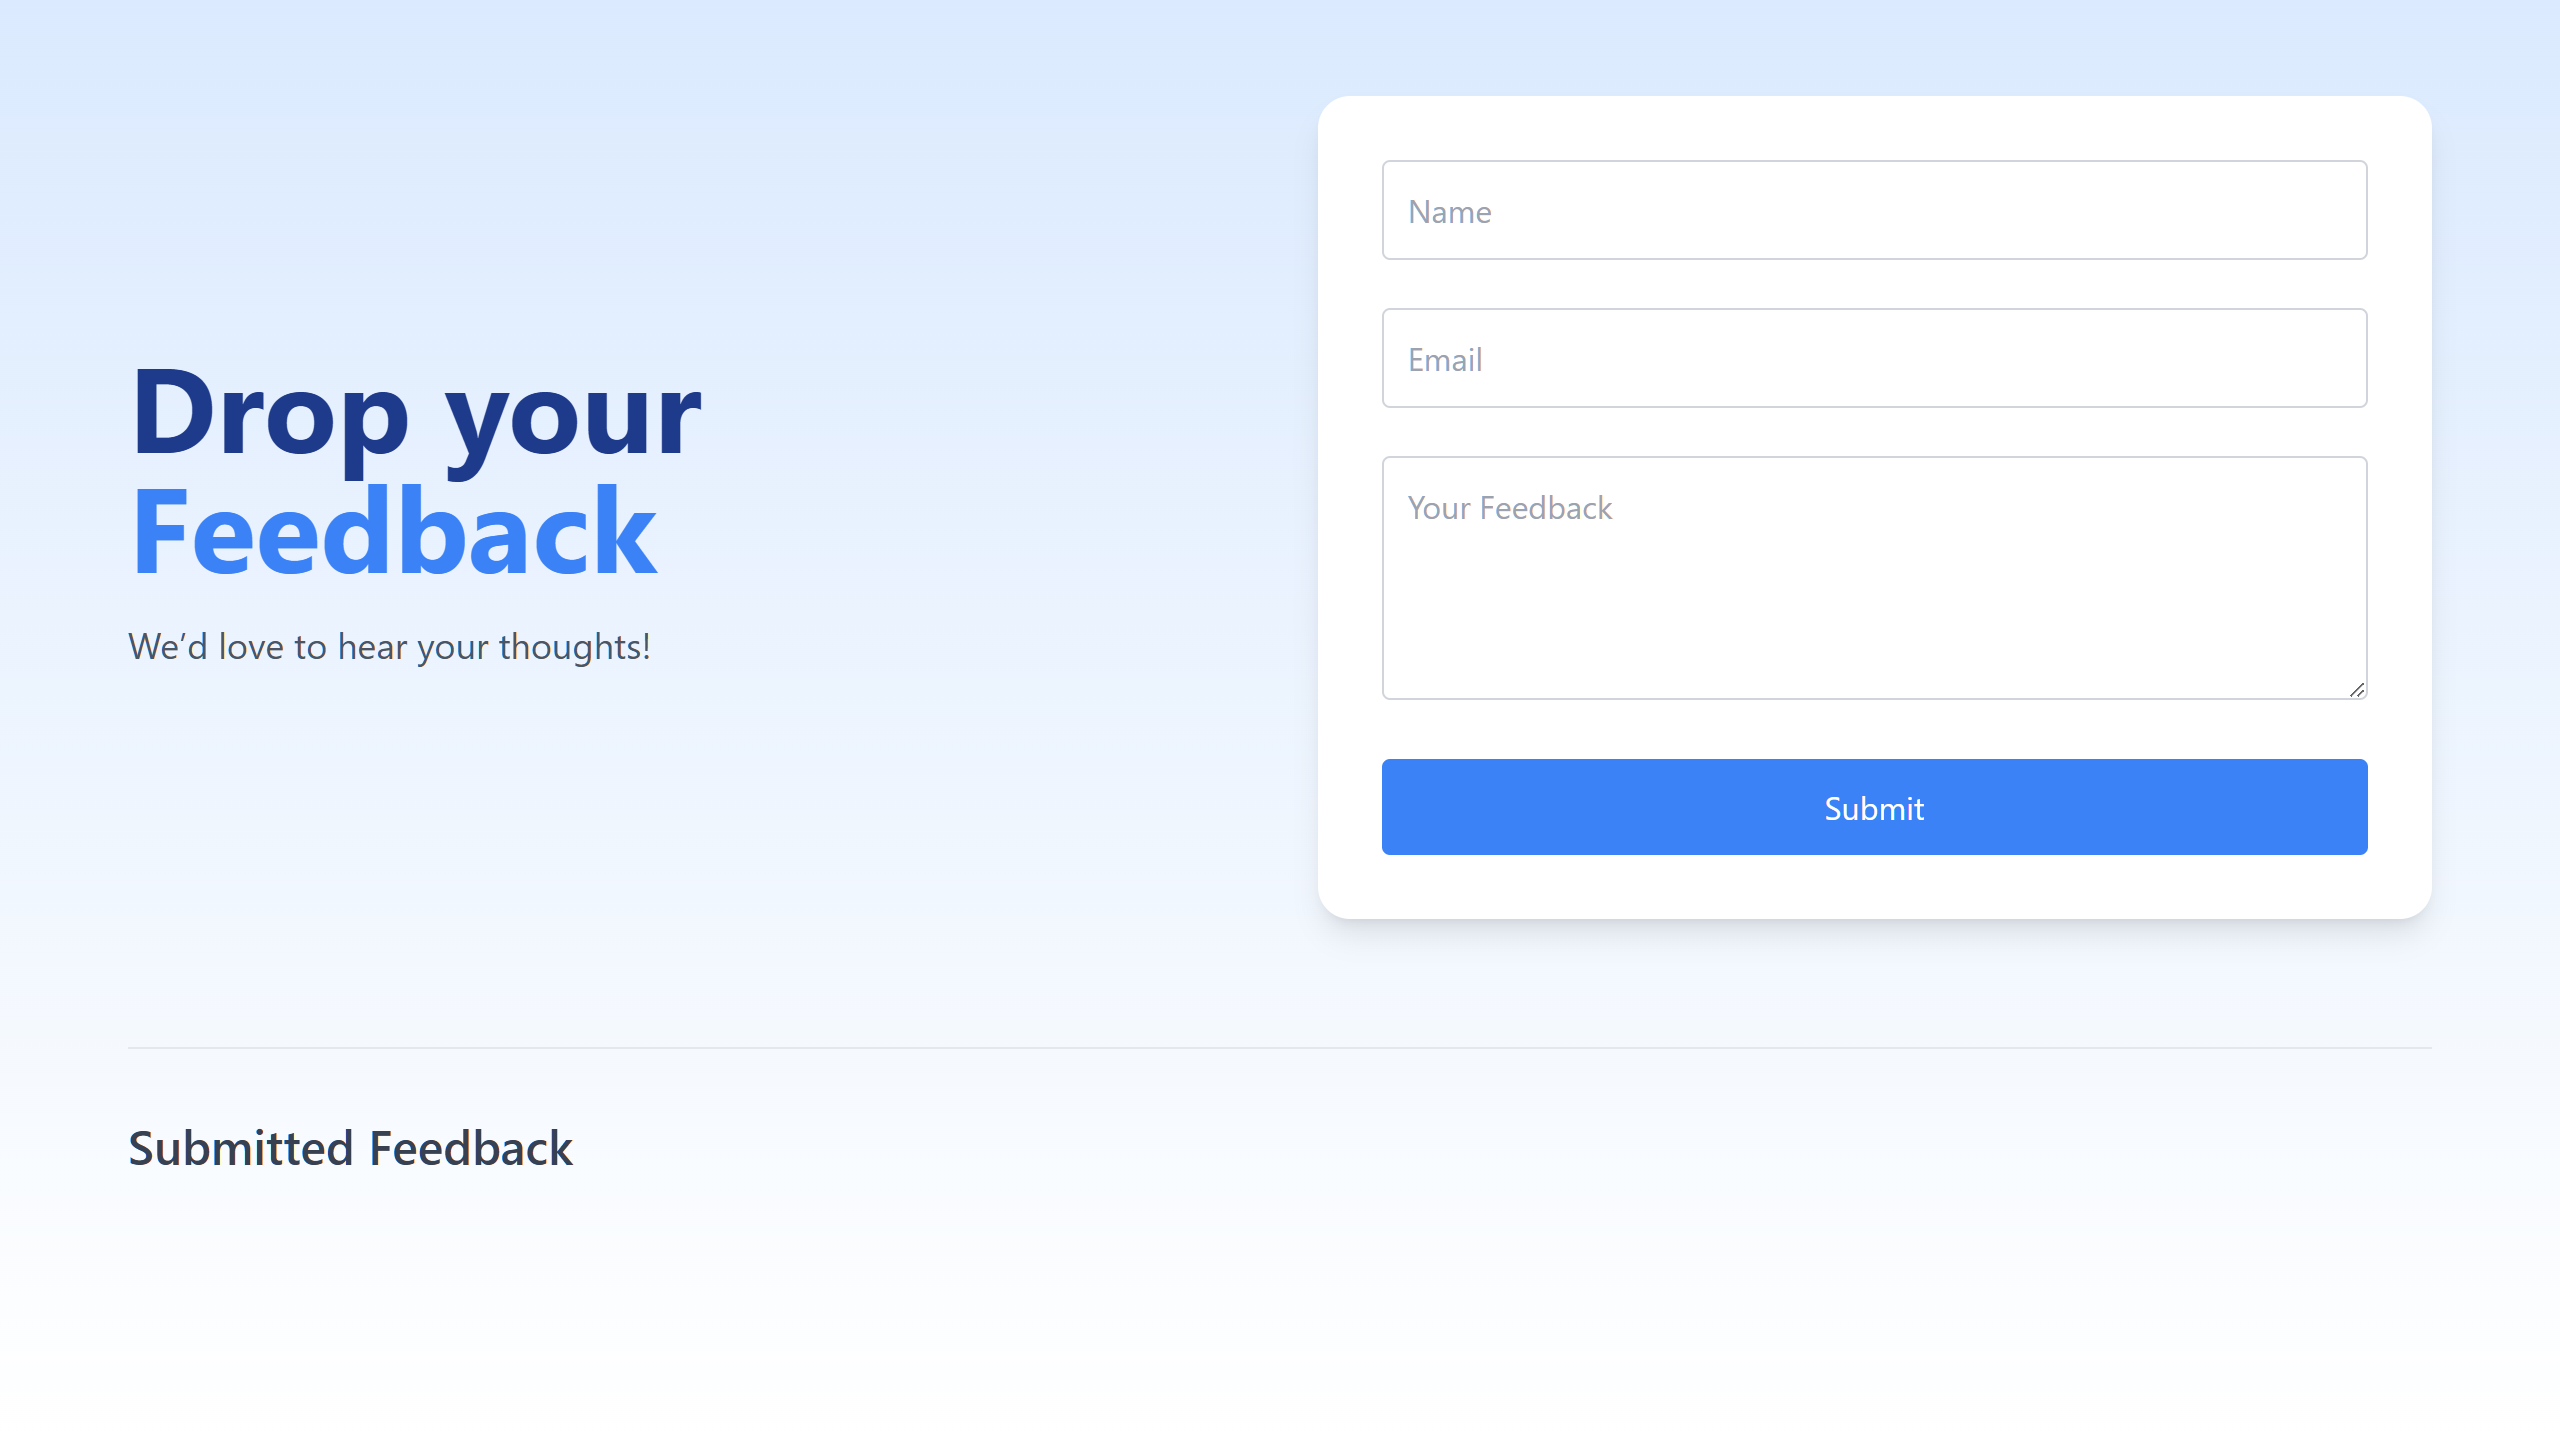 Drop your
Feedback
We’d love to hear your thoughts!
Name
Email
Your Feedback
Submit
Submitted Feedback